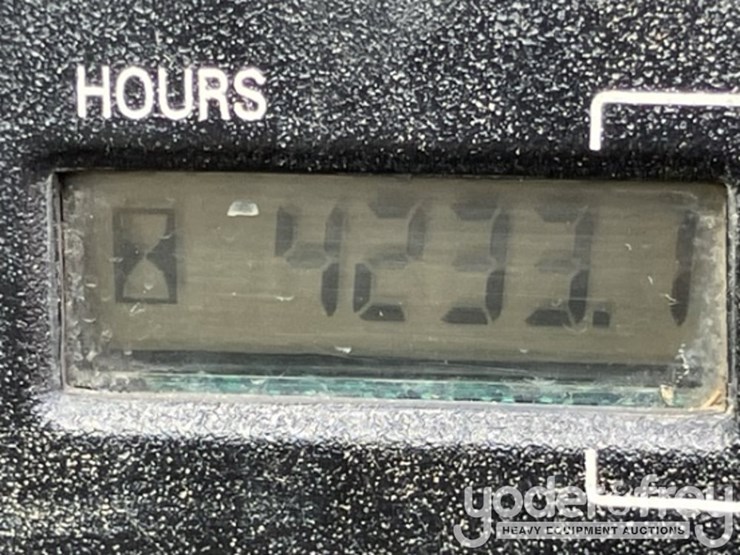 HOURS
4233.1
yoder & frey
HEAVY EQUIPMENT AUCTIONS